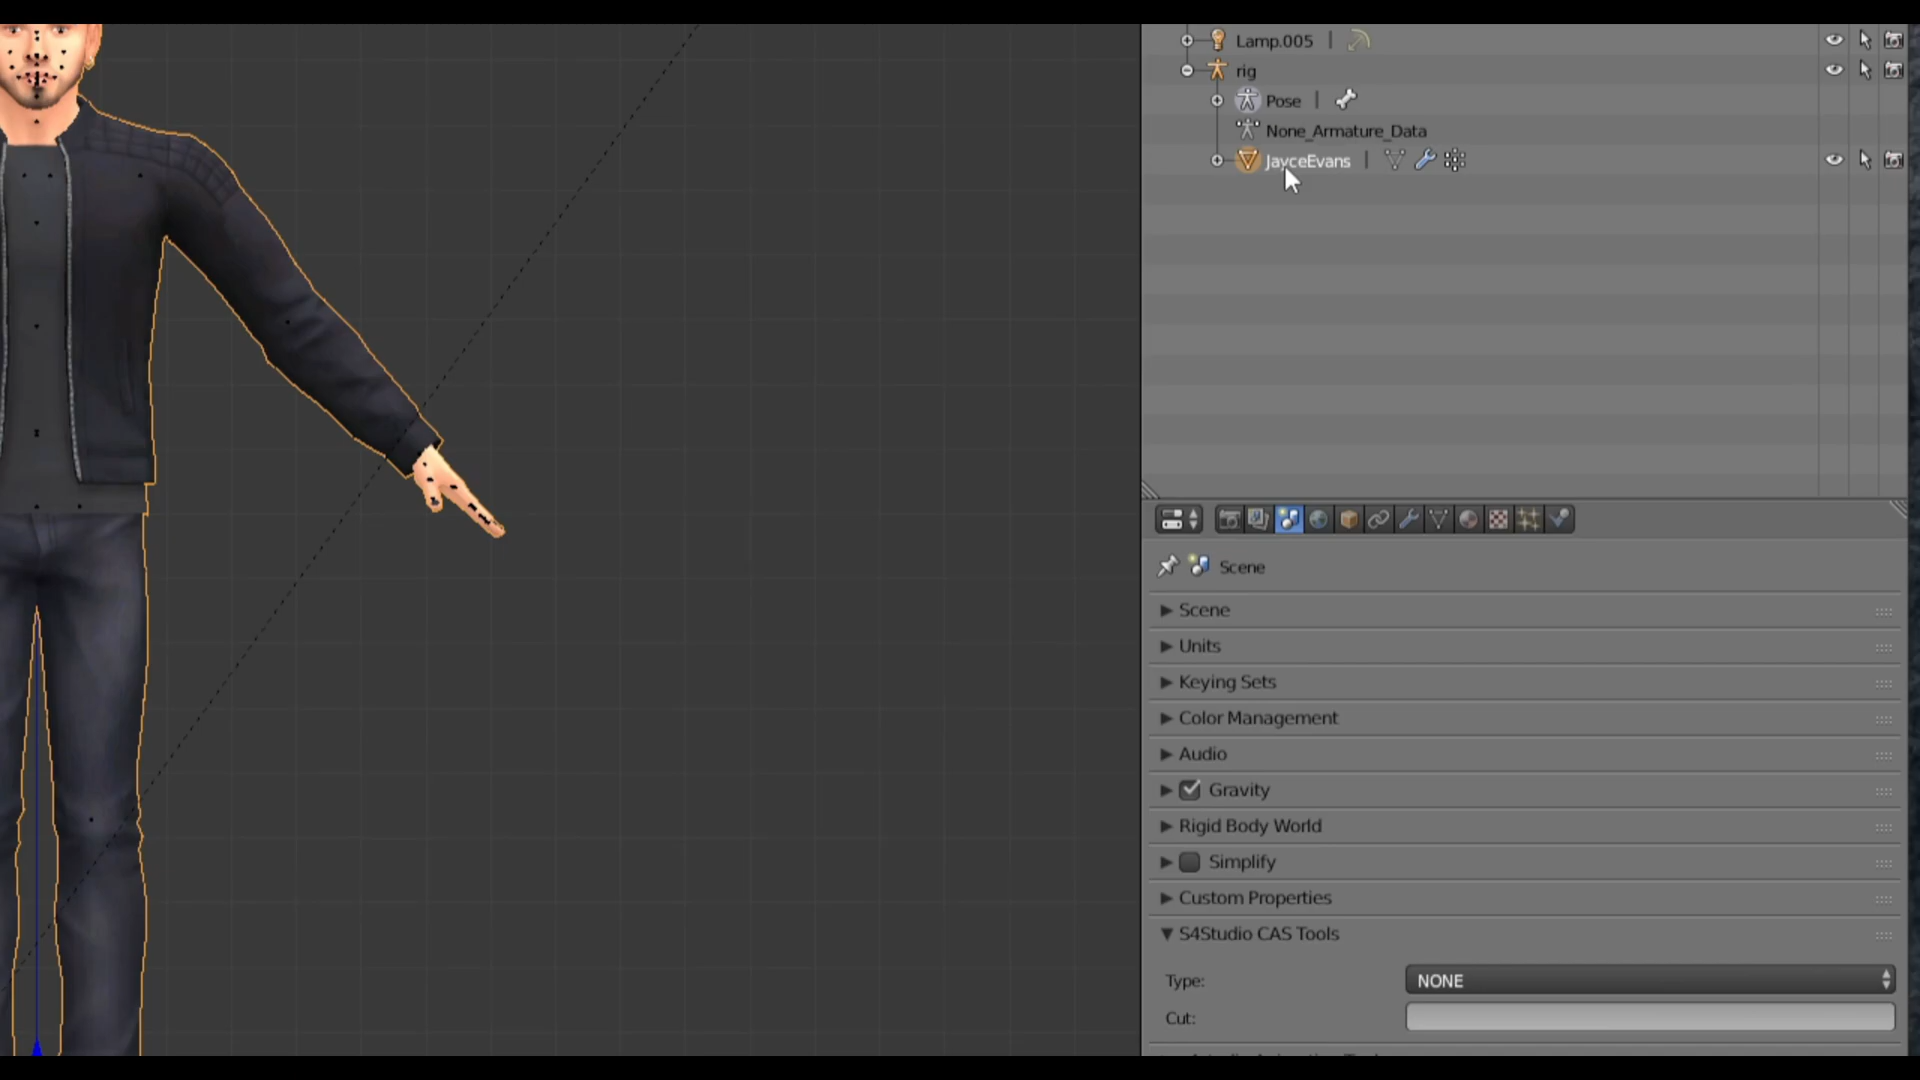 Lamp.005
rig
Pose
None_Armature_Data
JayceEvans
Scene
Scene
Units
Keying Sets
Color Management
Audio
Gravity
Rigid Body World
Simplify
Custom Properties
S4Studio CAS Tools
Type: NONE
Cut: